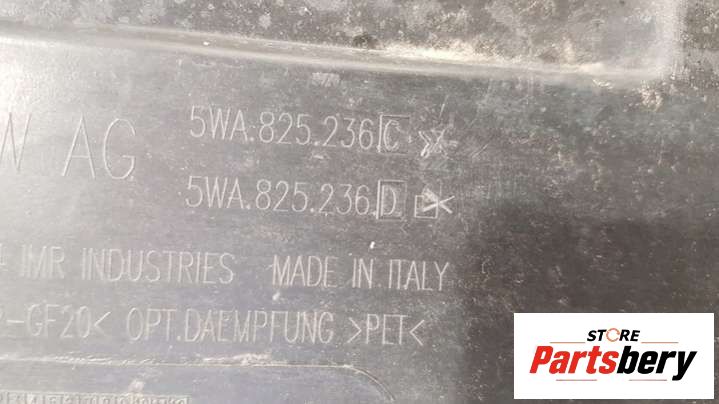 5WA.825.236.C
W AG
5WA.825.236.D
IMR INDUSTRIES MADE IN ITALY
-GF20< OPT.DAEMPFUNG >PET<
STORE
Partsbery